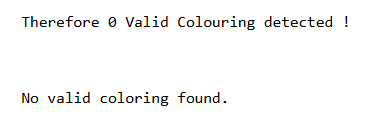 Therefore 0 Valid Colouring detected !
No valid coloring found.